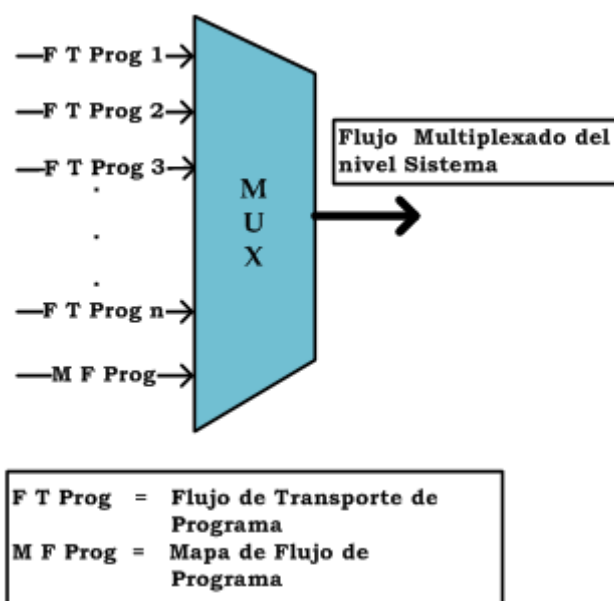 F T Prog 1
F T Prog 2
F T Prog 3
.
.
.
F T Prog n
M F Prog
M
U
X
Flujo Multiplexado del
nivel Sistema
F T Prog = Flujo de Transporte de
Programa
M F Prog = Mapa de Flujo de
Programa